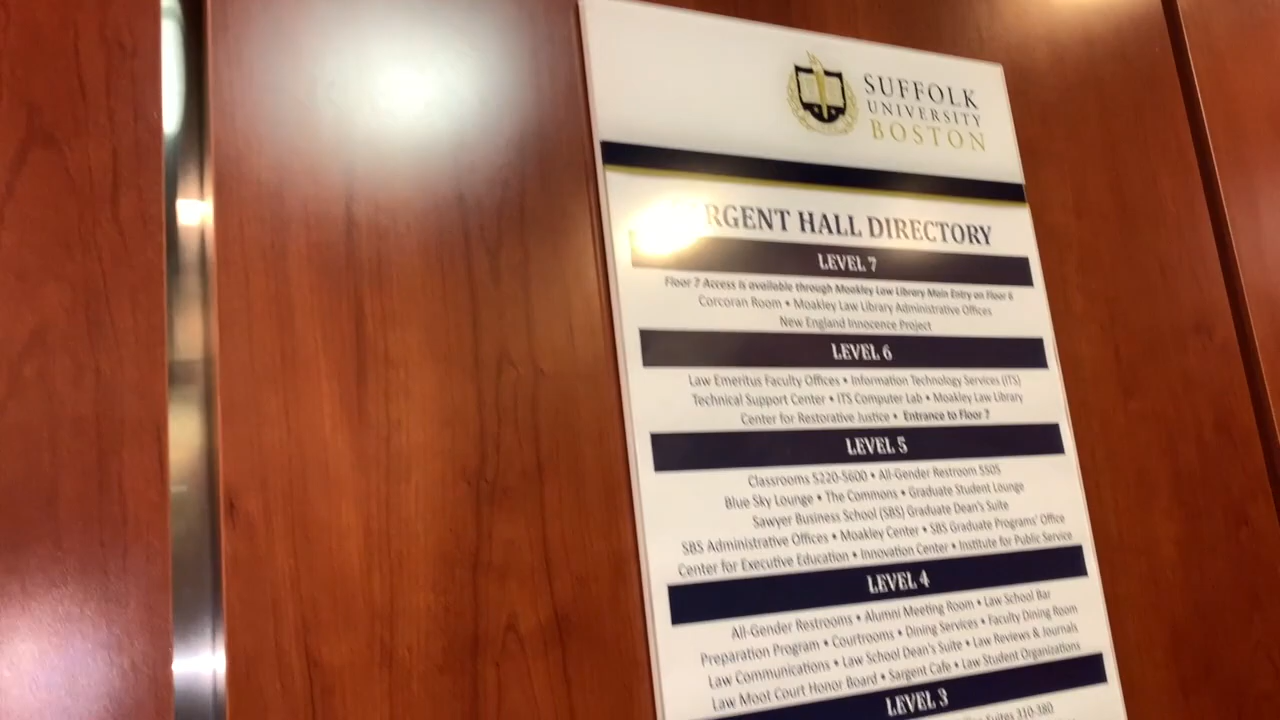 SUFFOLK
UNIVERSITY
BOSTON
RGENT HALL DIRECTORY
LEVEL 7
Floor 7 Access is available through Moakley Law Library Main Entry on Floor 6
Corcoran Room • Moakley Law Library Administrative Offices
New England Innocence Project
LEVEL 6
Law Emeritus Faculty Offices • Information Technology Services (ITS)
Technical Support Center • ITS Computer Lab • Moakley Law Library
Center for Restorative Justice • Entrance to Floor 7
LEVEL 5
Classrooms 5220-5600 • All-Gender Restroom 5505
Blue Sky Lounge • The Commons • Graduate Student Lounge
Sawyer Business School (SBS) Graduate Dean's Suite
SBS Administrative Offices • Moakley Center • SBS Graduate Programs' Office
Center for Executive Education • Innovation Center • Institute for Public Service
LEVEL 4
All-Gender Restrooms • Alumni Meeting Room • Law School Bar
Preparation Program • Courtrooms • Dining Services • Faculty Dining Room
Law Communications • Law School Dean's Suite • Law Reviews & Journals
Law Moot Court Honor Board • Sargent Cafe • Law Student Organizations
LEVEL 3
Suites 310-380